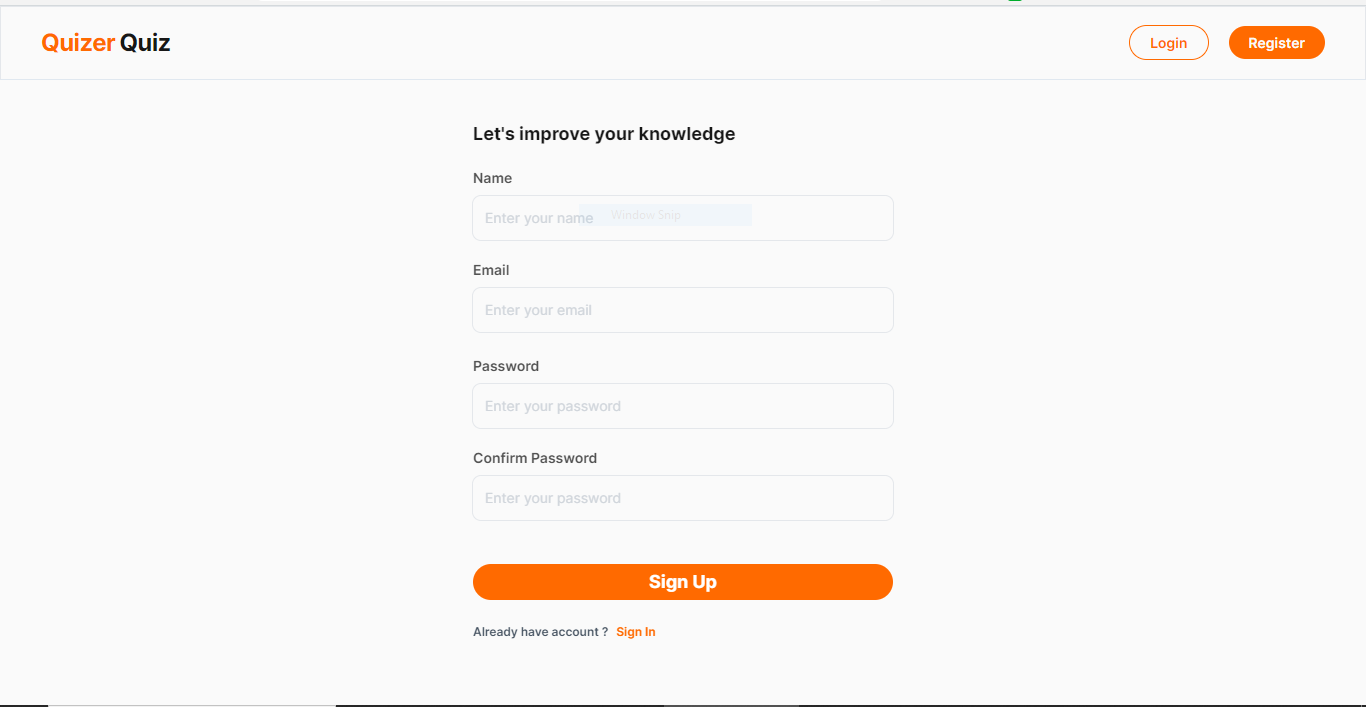 Quizer Quiz
Login
Register
Let's improve your knowledge
Name
Enter your name
Window Snip
Email
Enter your email
Password
Enter your password
Confirm Password
Enter your password
Sign Up
Already have account ? Sign In